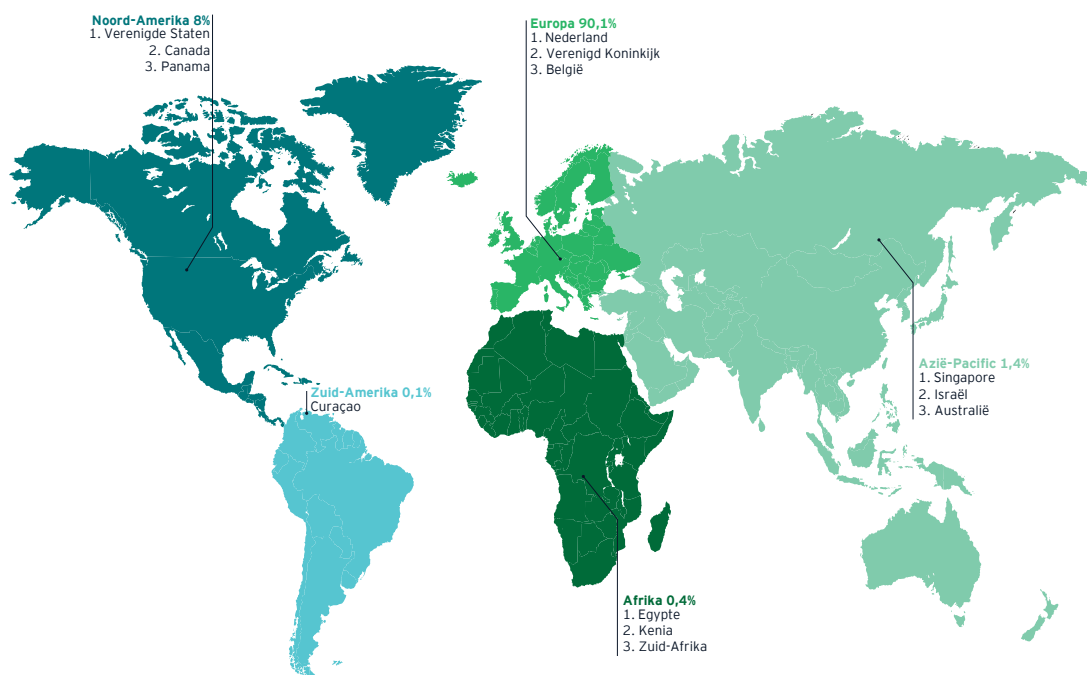 Noord-Amerika 8%
1. Verenigde Staten
2. Canada
3. Panama
Europa 90,1%
1. Nederland
2. Verenigd Koninkijk
3. België
Azië-Pacific 1,4%
1. Singapore
2. Israël
3. Australië
Zuid-Amerika 0,1%
Curaçao
Afrika 0,4%
1. Egypte
2. Kenia
3. Zuid-Afrika